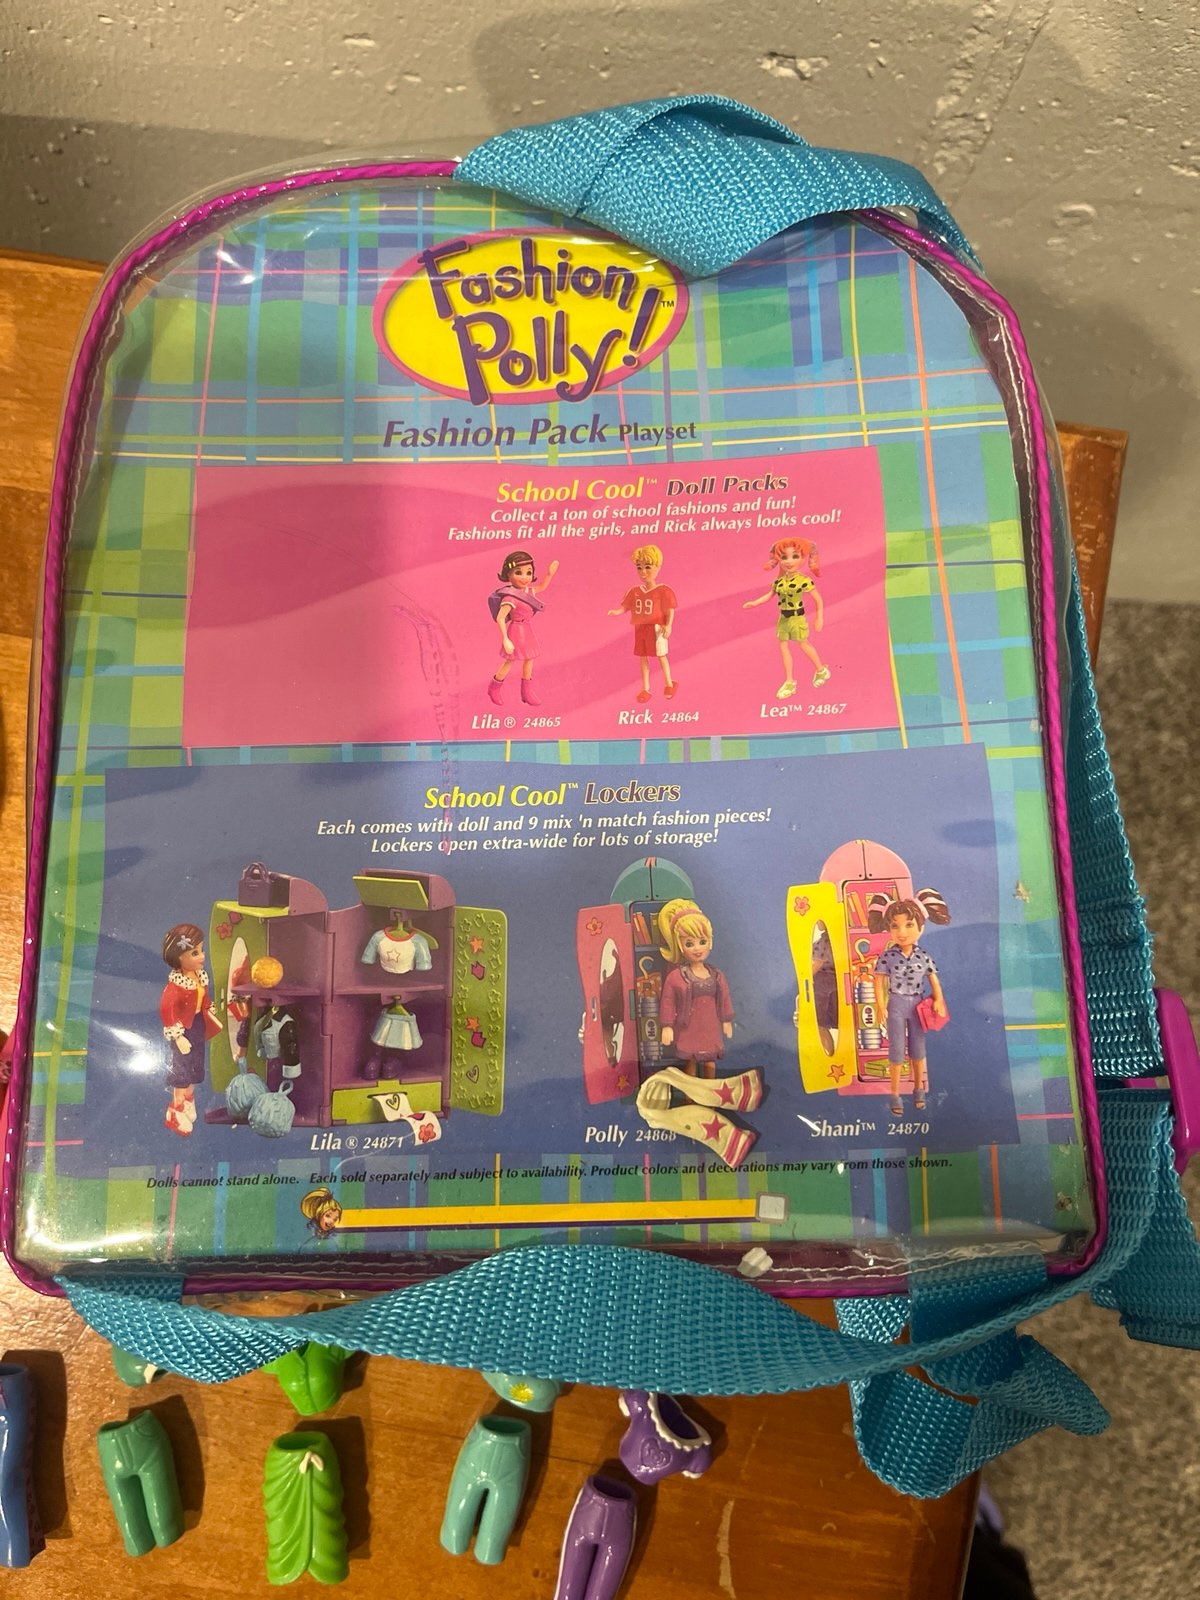 Fashion
Polly!™
Fashion Pack Playset
School Cool™ Doll Packs
Collect a ton of school fashions and fun!
Fashions fit all the girls, and Rick always looks cool!
99
Lila® 24865
Rick 24864
Lea™ 24867
School Cool™ Lockers
Each comes with doll and 9 mix 'n match fashion pieces!
Lockers open extra-wide for lots of storage!
Lila® 24871
Polly 24868
Shani™ 24870
Dolls cannot stand alone. Each sold separately and subject to availability. Product colors and decorations may vary from those shown.